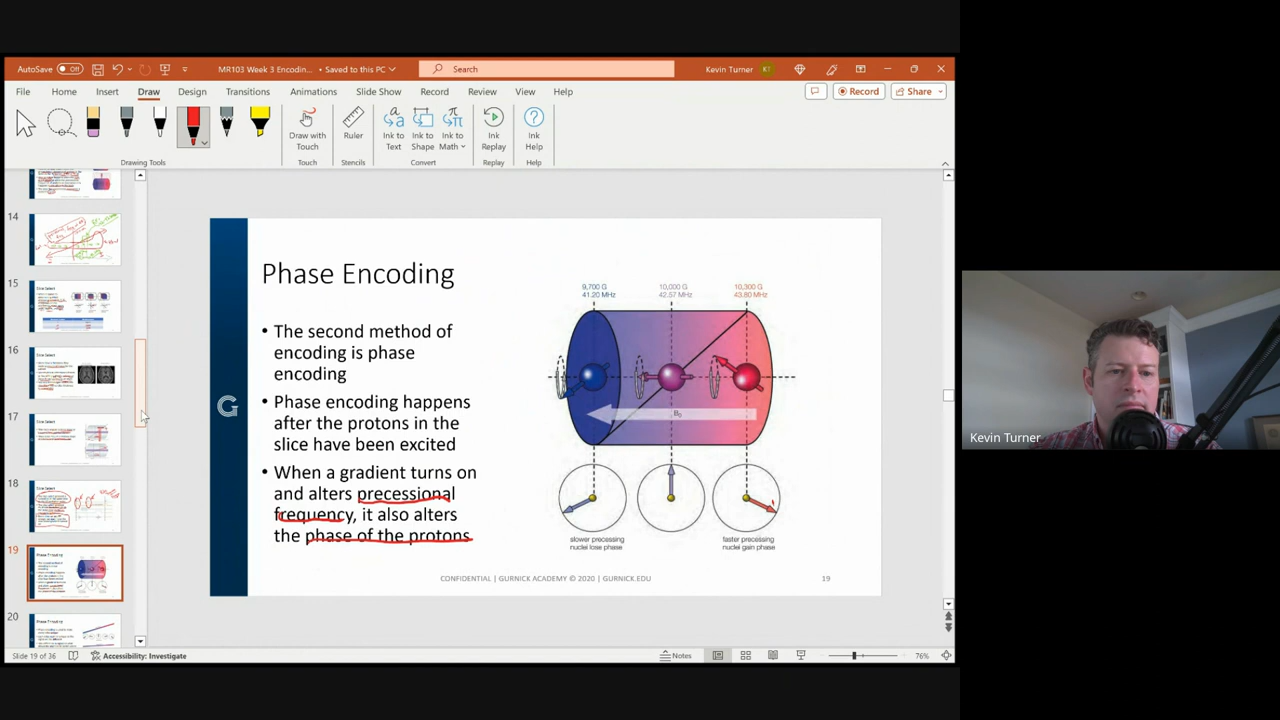 AutoSave Off
MR103 Week 3 Encodin... • Saved to this PC
Search
Kevin Turner KT
File Home Insert Draw Design Transitions Animations Slide Show Record Review View Help
Record Share
Draw with Touch
Ruler
Ink to Text
Ink to Shape
Ink to Math
Ink Replay
Ink Help
Drawing Tools Touch Stencils Convert Replay Help
14
15
16
17
18
19
20
Phase Encoding
• The second method of
encoding is phase
encoding
• Phase encoding happens
after the protons in the
slice have been excited
• When a gradient turns on
and alters precessional
frequency, it also alters
the phase of the protons
9,700 G 10,000 G 10,300 G
41.20 MHz 42.57 MHz 43.80 MHz
B0
slower precessing faster precessing
nuclei lose phase nuclei gain phase
CONFIDENTIAL | GURNICK ACADEMY © 2020 | GURNICK.EDU 19
Kevin Turner
Slide 19 of 36 Accessibility: Investigate Notes 76%